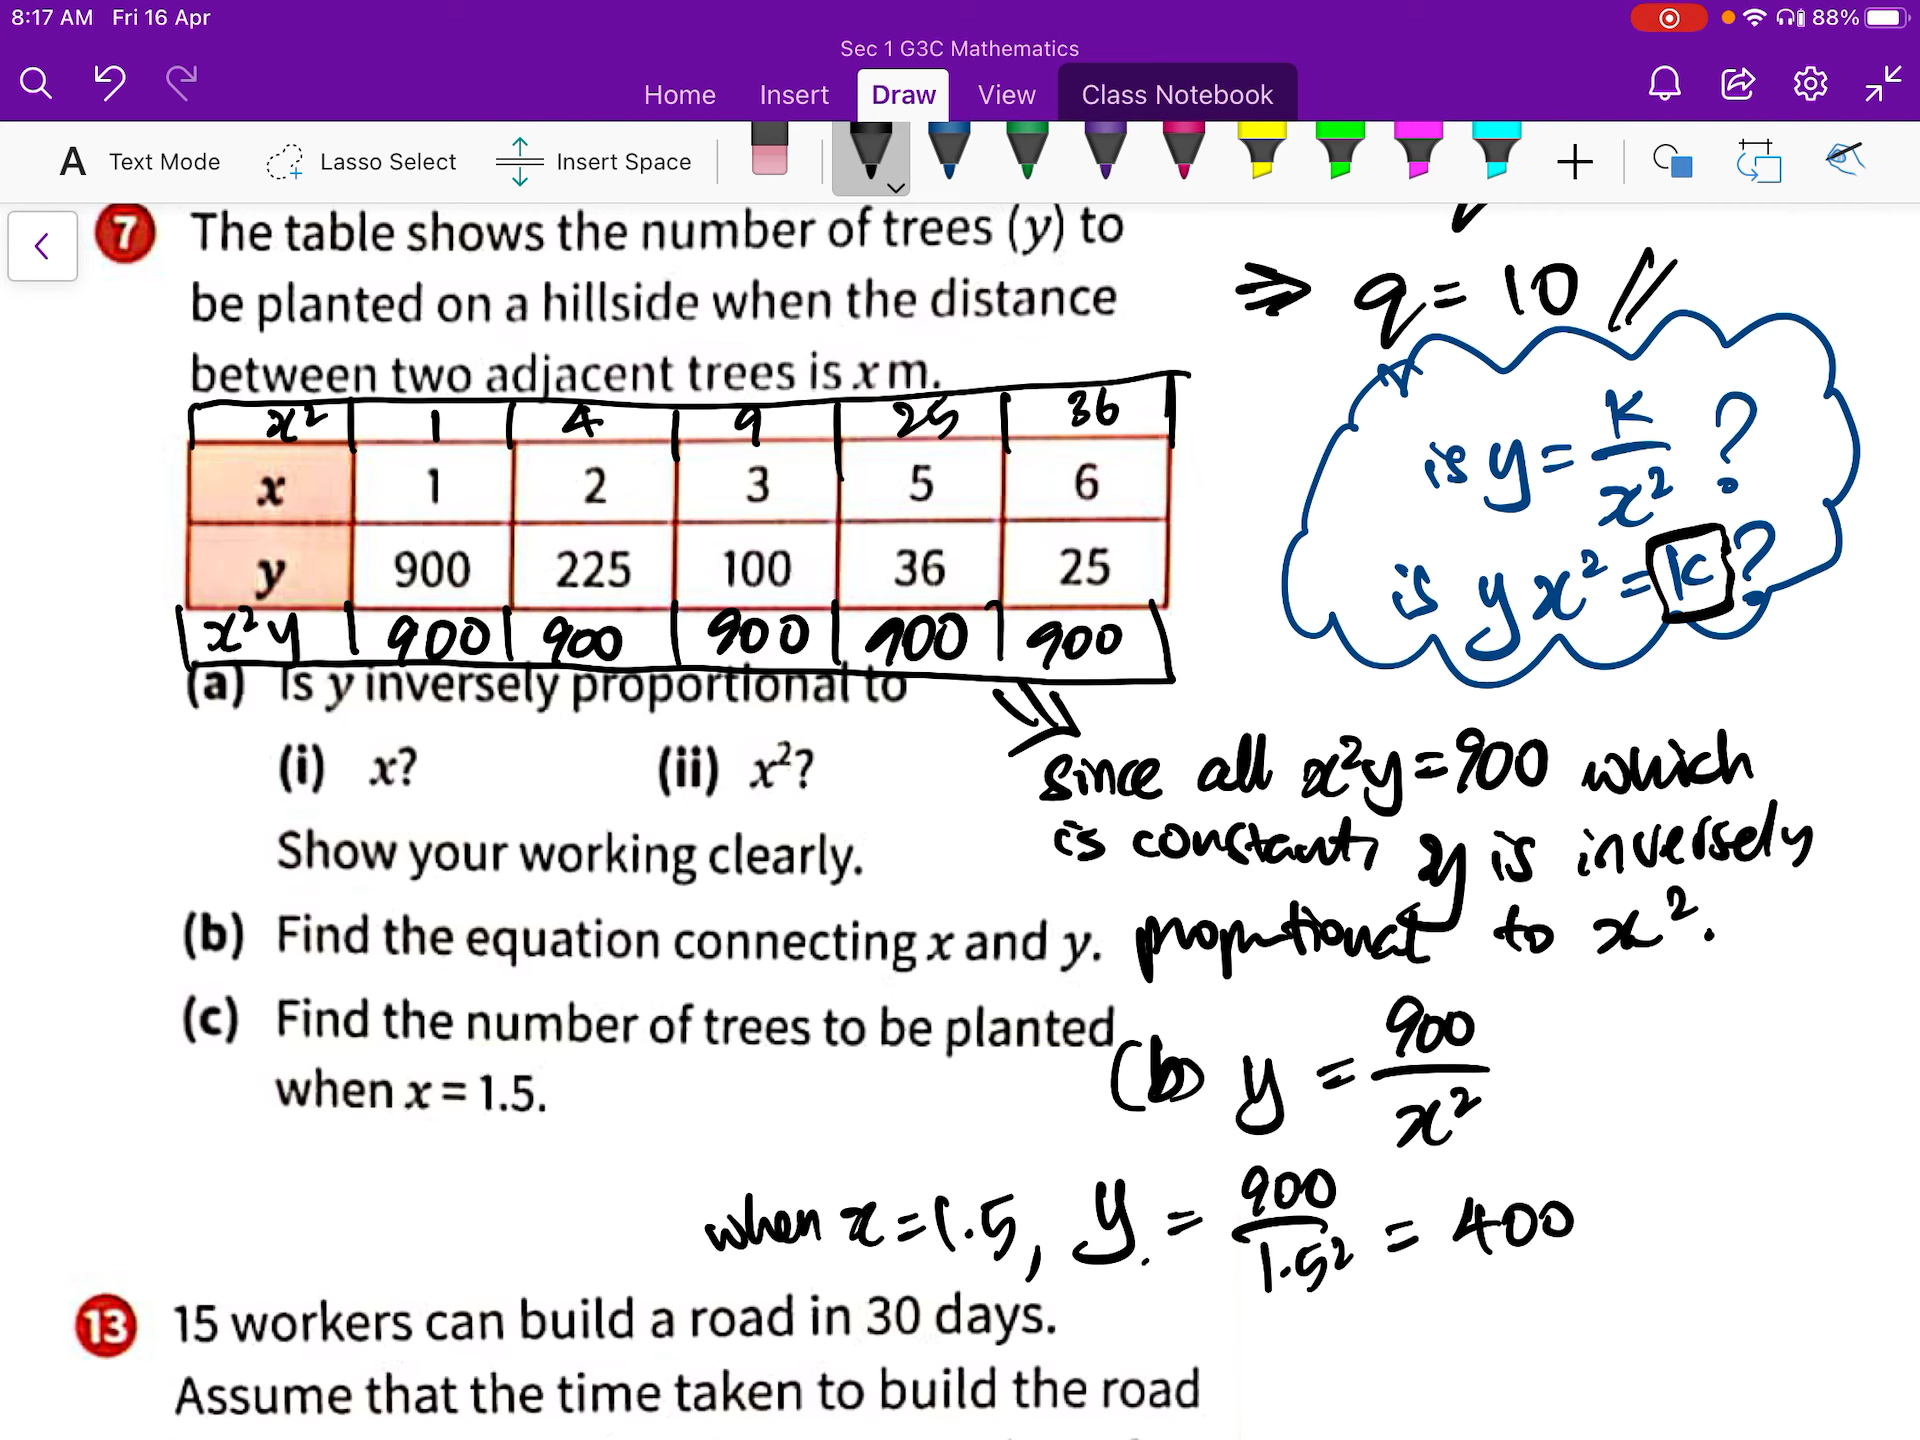 8:17 AM Fri 16 Apr
88%
Sec 1 G3C Mathematics
Home Insert Draw View Class Notebook
A Text Mode Lasso Select Insert Space
7 The table shows the number of trees (y) to
be planted on a hillside when the distance
between two adjacent trees is x m.
x² 1 4 9 25 36
x 1 2 3 5 6
y 900 225 100 36 25
x²y 900 900 900 900 900
(a) Is y inversely proportional to
(i) x? (ii) x²?
Show your working clearly.
(b) Find the equation connecting x and y.
(c) Find the number of trees to be planted
when x = 1.5.
⇒ q = 10 //
is y = K/x² ?
is yx² = k ?
since all x²y = 900 which
is constant, y is inversely
proportional to x².
(b) y = 900/x²
when x = 1.5, y = 900/1.5² = 400
13 15 workers can build a road in 30 days.
Assume that the time taken to build the road